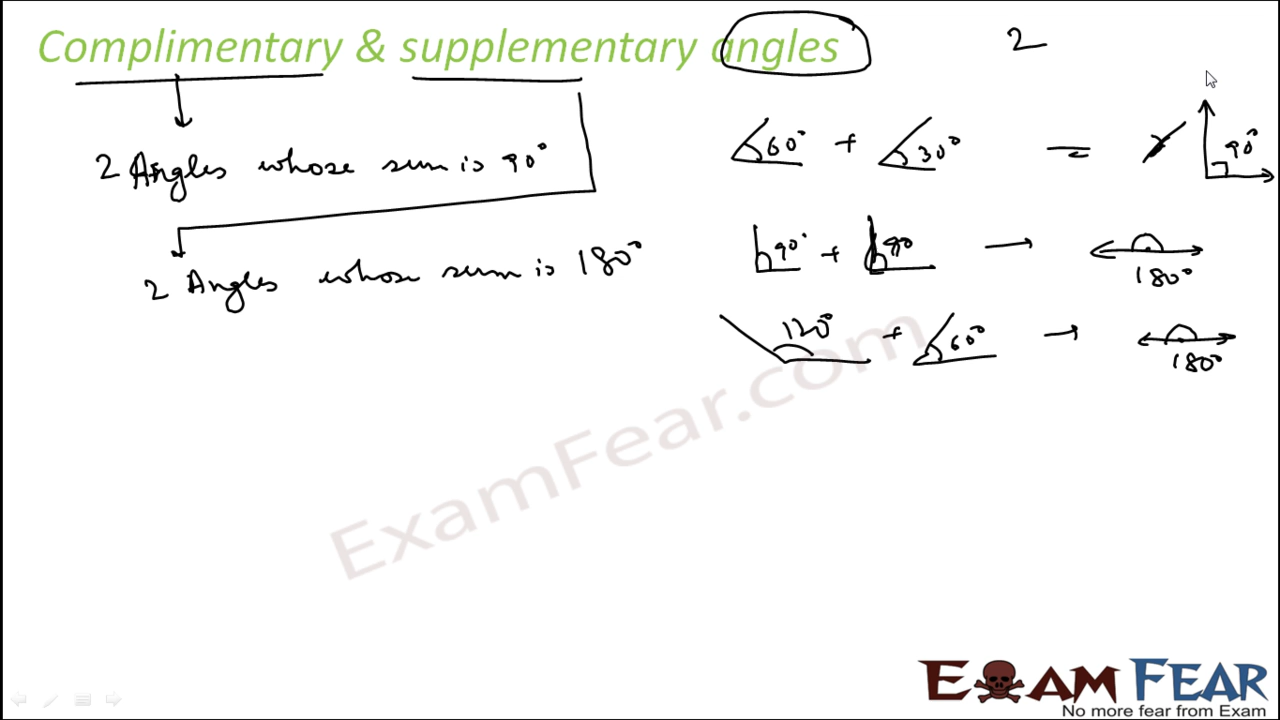 Complimentary & supplementary angles
2
2 Angles whose sum is 90°
60° + 30° = 90°
2 Angles whose sum is 180°
90° + 90 → 180°
120° + 60° → 180°
ExamFear.com
EXAM FEAR
No more fear from Exam